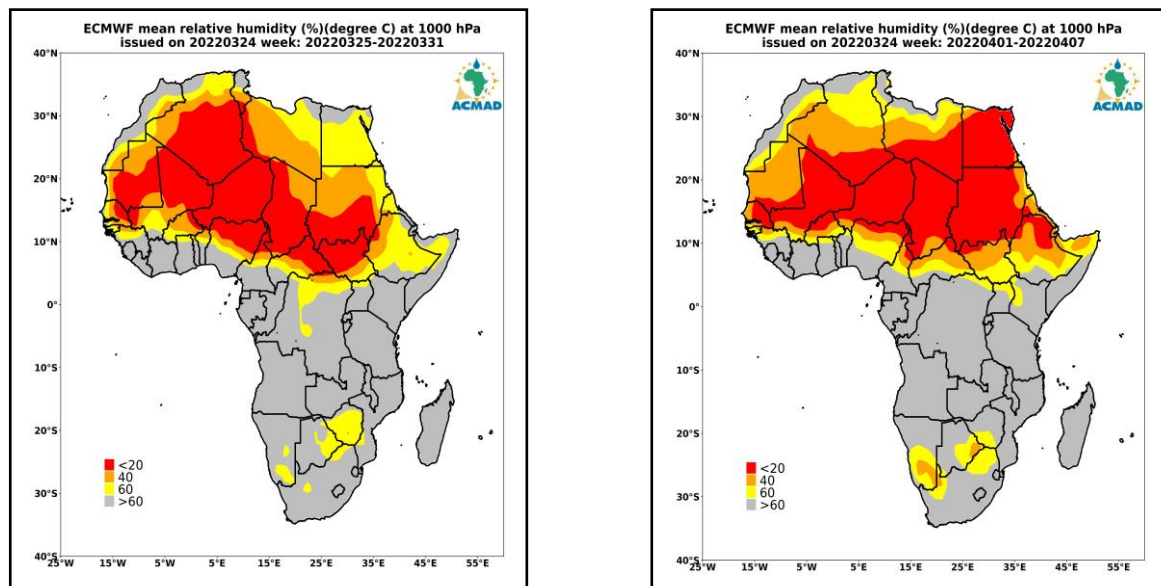 ECMWF mean relative humidity (%)(degree C) at 1000 hPa
issued on 20220324 week: 20220325-20220331
40°N
30°N
20°N
10°N
0°
10°S
20°S
30°S
40°S
25°W
15°W
5°W
5°E
15°E
25°E
35°E
45°E
55°E
ACMAD
<20
40
60
>60
ECMWF mean relative humidity (%)(degree C) at 1000 hPa
issued on 20220324 week: 20220401-20220407
40°N
30°N
20°N
10°N
0°
10°S
20°S
30°S
40°S
25°W
15°W
5°W
5°E
15°E
25°E
35°E
45°E
55°E
ACMAD
<20
40
60
>60